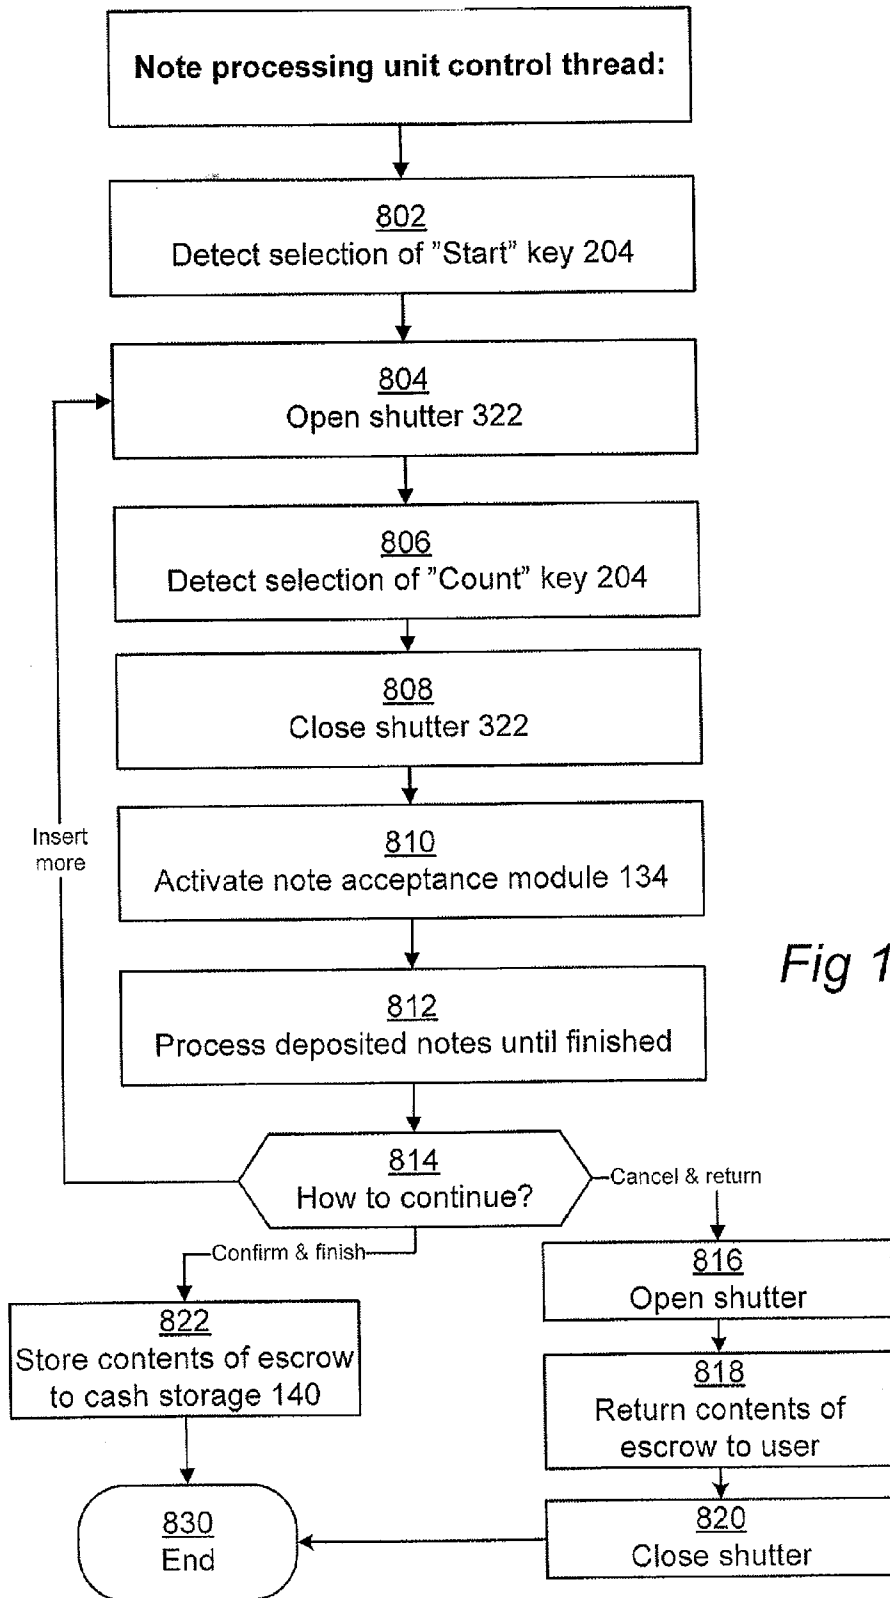 Note processing unit control thread:
802
Detect selection of ”Start” key 204
804
Open shutter 322
806
Detect selection of ”Count” key 204
808
Close shutter 322
810
Activate note acceptance module 134
Insert
more
812
Process deposited notes until finished
Fig 1
814
How to continue?
Cancel & return
Confirm & finish
816
Open shutter
822
Store contents of escrow
to cash storage 140
818
Return contents of
escrow to user
820
Close shutter
830
End